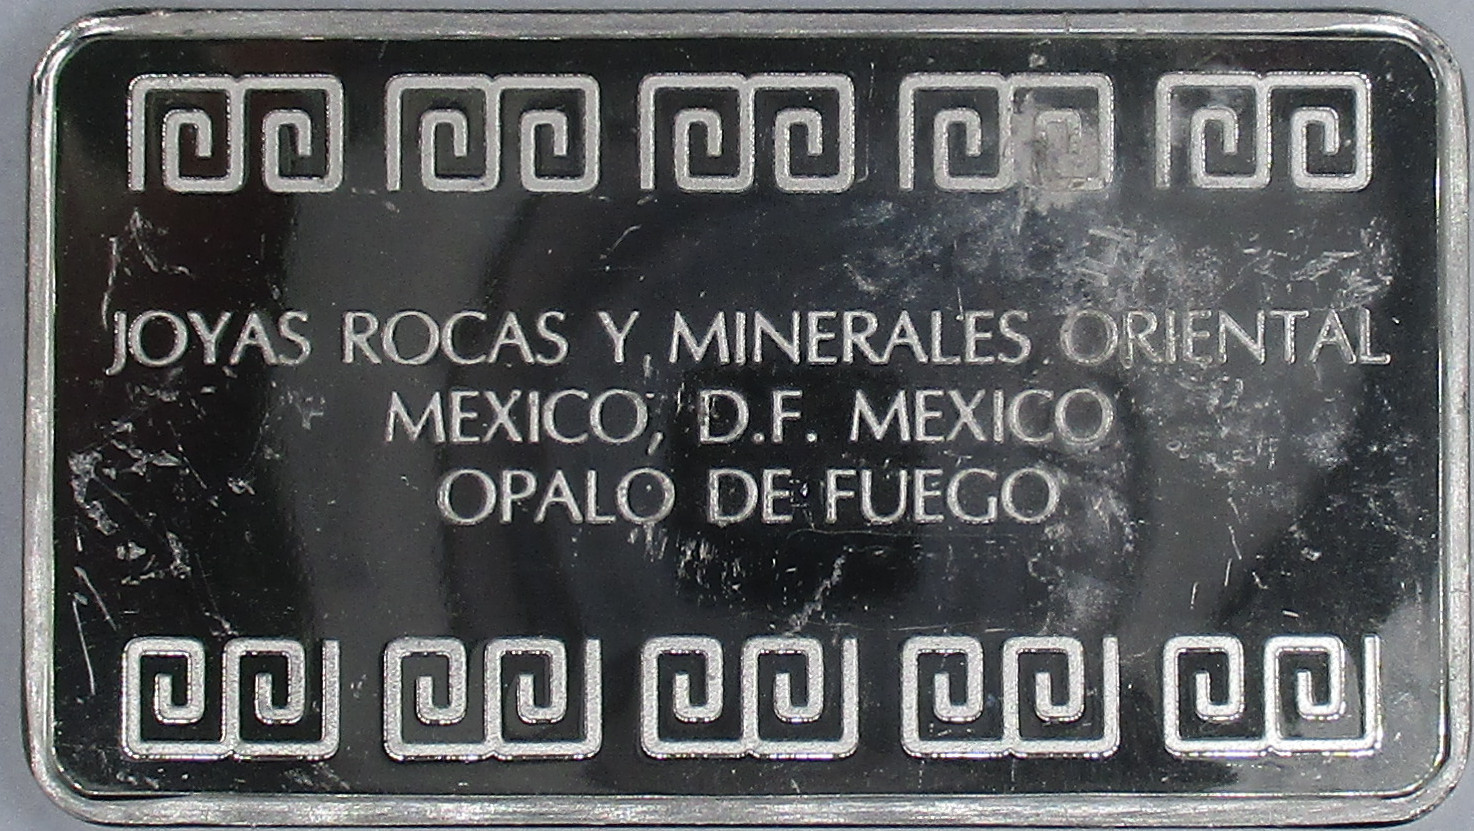 JOYAS ROCAS Y MINERALES ORIENTAL
MEXICO, D.F. MEXICO
OPALO DE FUEGO